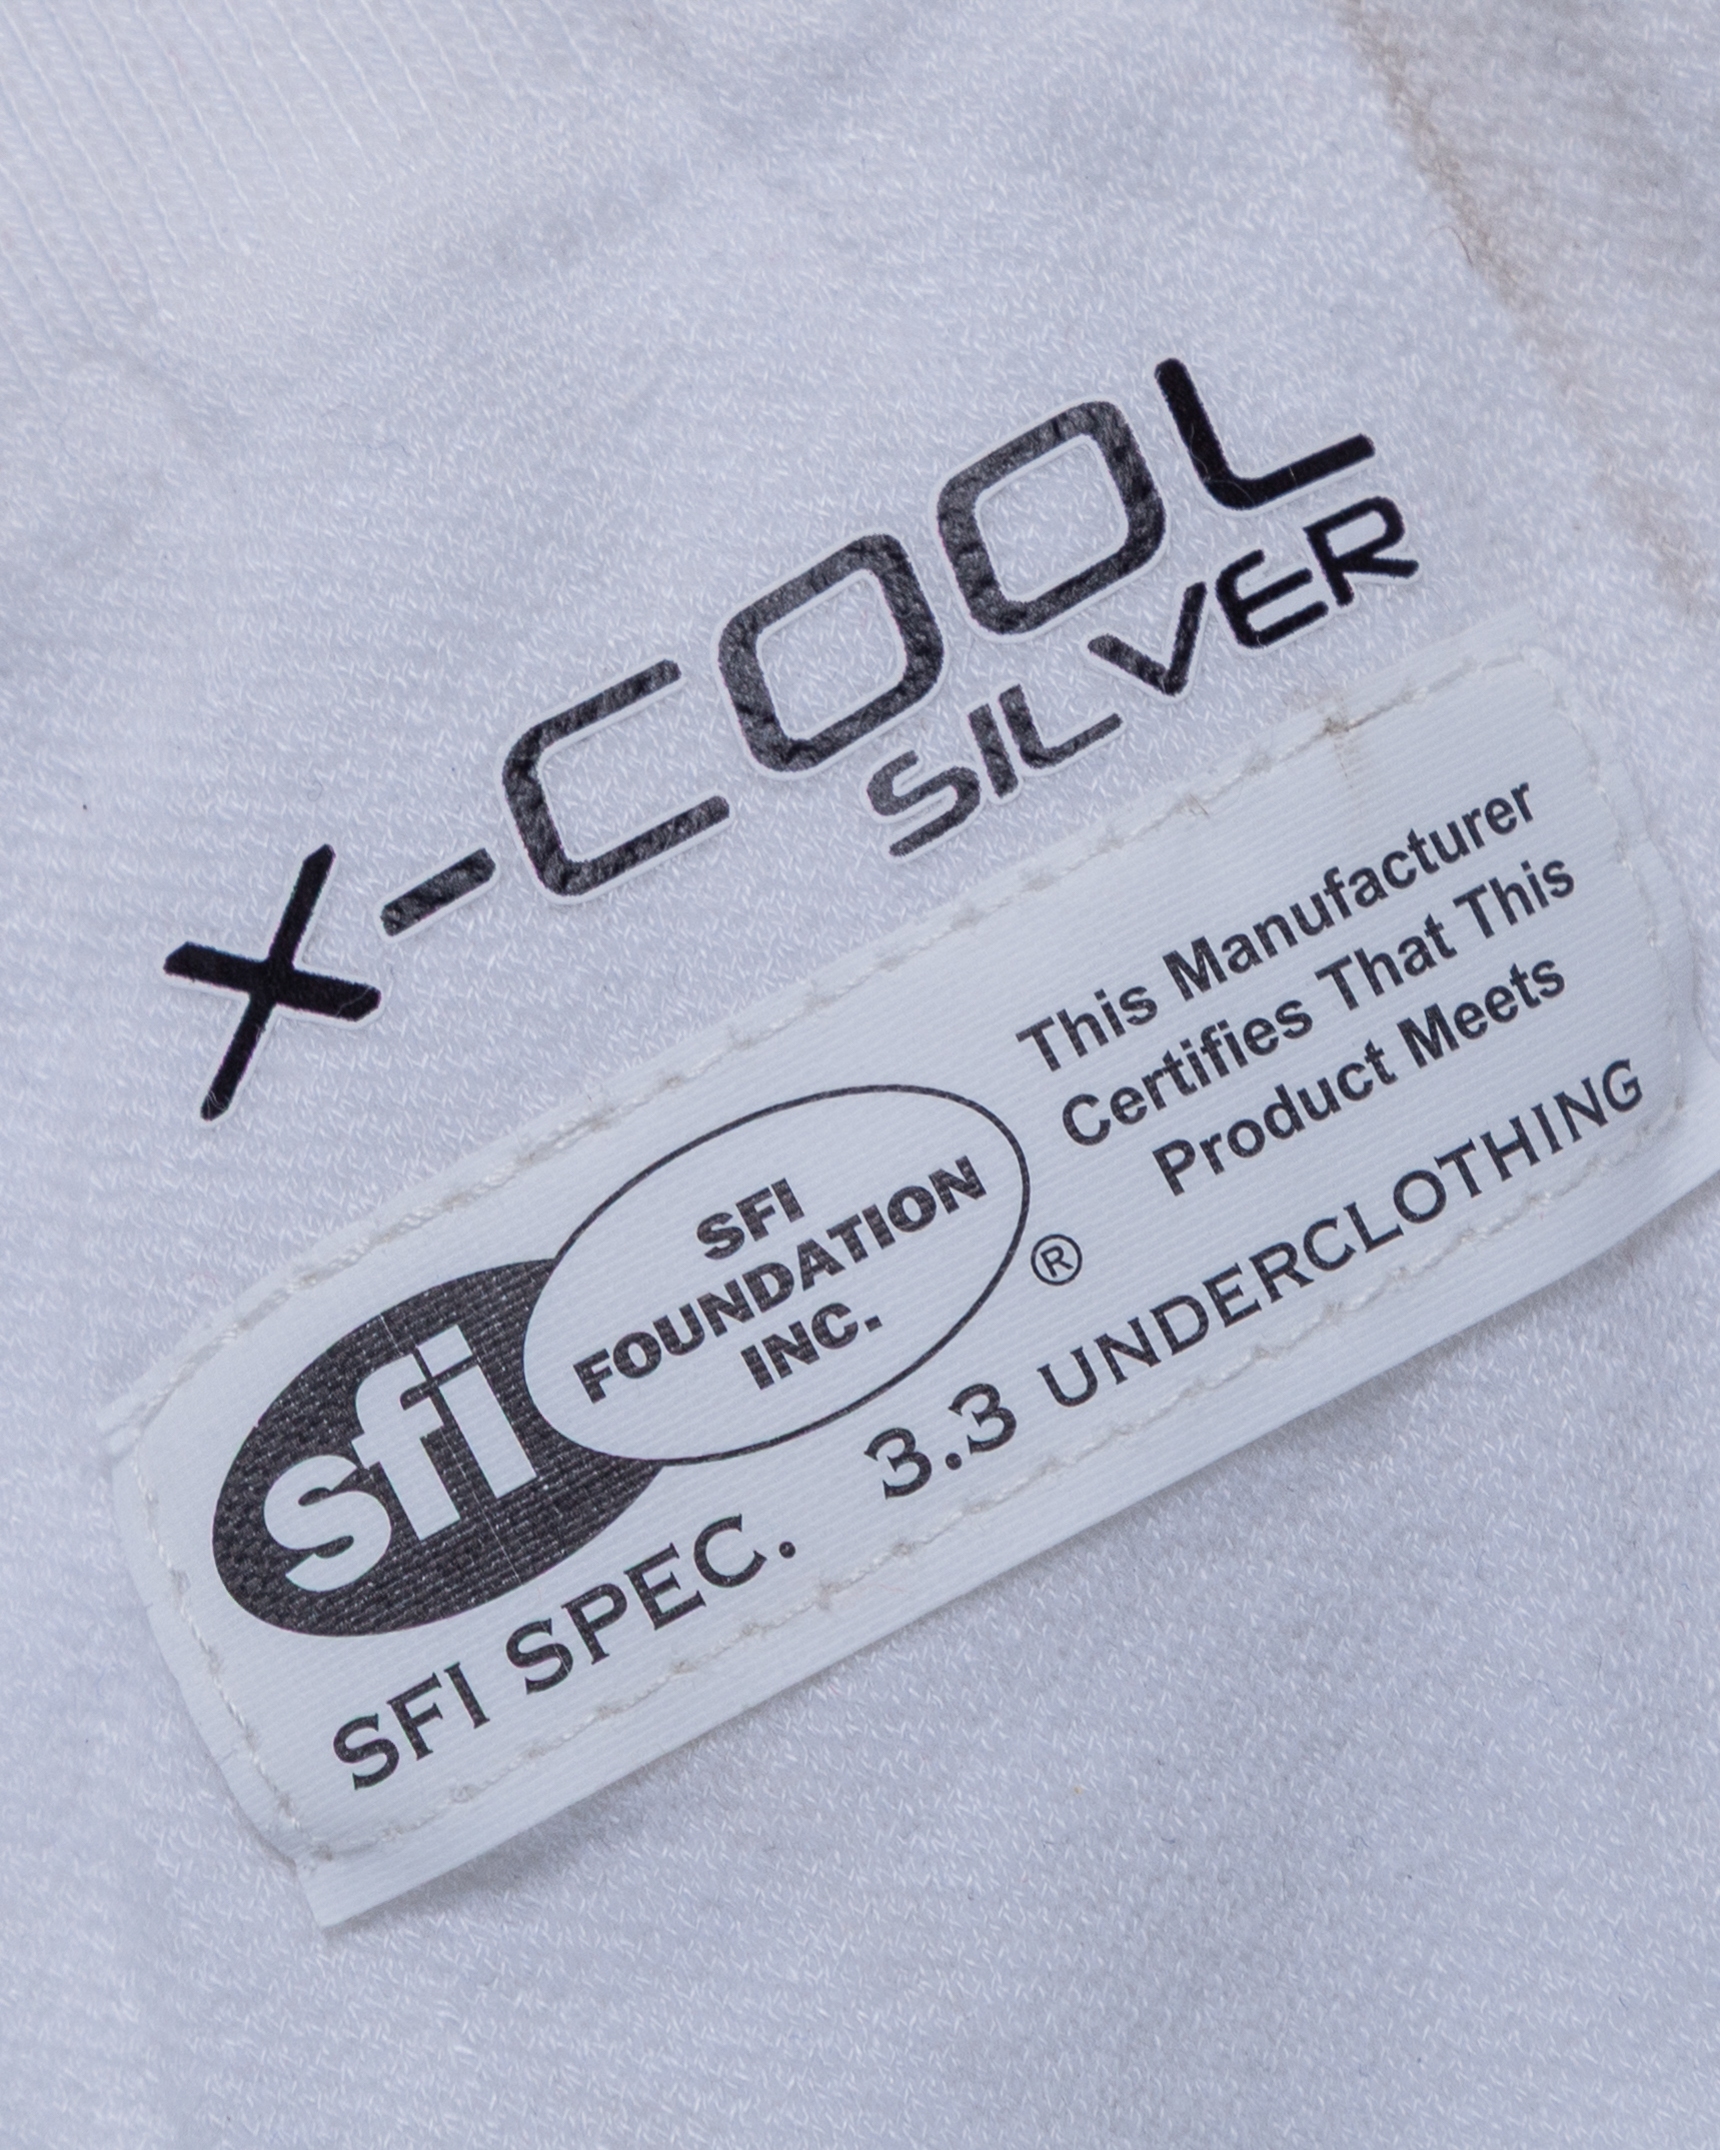 X-COOL
SILVER
This Manufacturer
Certifies That This
Product Meets
sfi
SFI
FOUNDATION
INC.
®
SFI SPEC. 3.3 UNDERCLOTHING